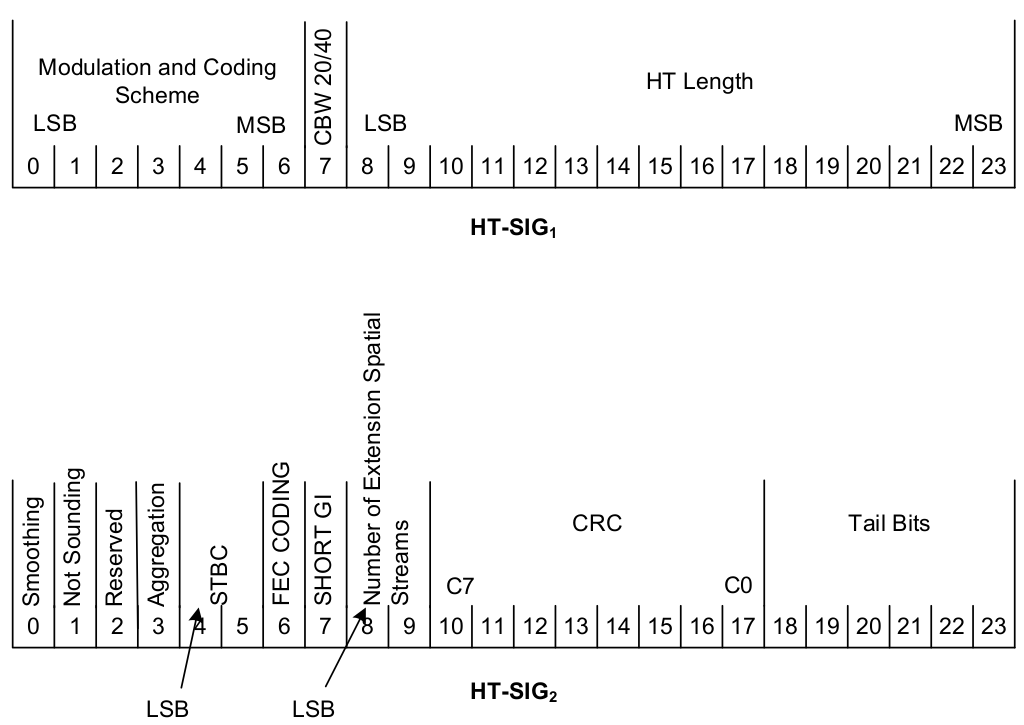 Modulation and Coding
Scheme
CBW 20/40
HT Length
LSB MSB LSB MSB
0 1 2 3 4 5 6 7 8 9 10 11 12 13 14 15 16 17 18 19 20 21 22 23
HT-SIG1
Smoothing
Not Sounding
Reserved
Aggregation
STBC
FEC CODING
SHORT GI
Number of Extension Spatial
Streams
CRC
Tail Bits
C7 C0
0 1 2 3 4 5 6 7 8 9 10 11 12 13 14 15 16 17 18 19 20 21 22 23
LSB LSB
HT-SIG2